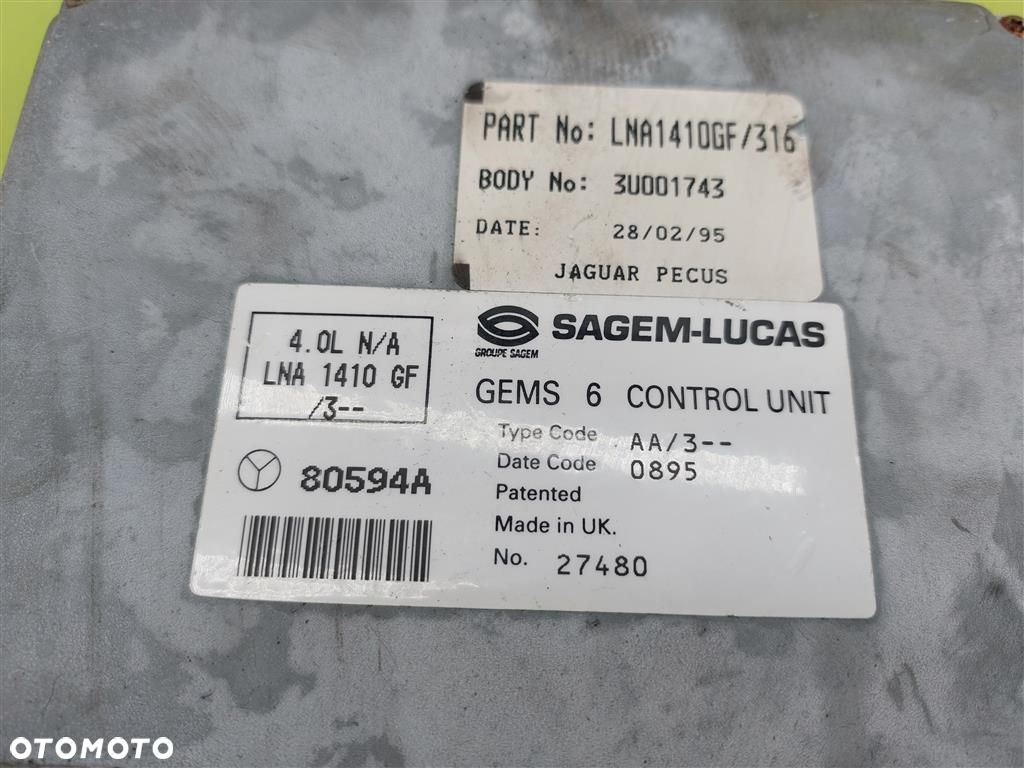 PART No: LNA1410GF/316
BODY No: 3U001743
DATE: 28/02/95
JAGUAR PECUS
4.0L N/A
LNA 1410 GF
/3--
80594A
GROUPE SAGEM
SAGEM-LUCAS
GEMS 6 CONTROL UNIT
Type Code AA/3--
Date Code 0895
Patented
Made in UK.
No. 27480
OTOMOTO